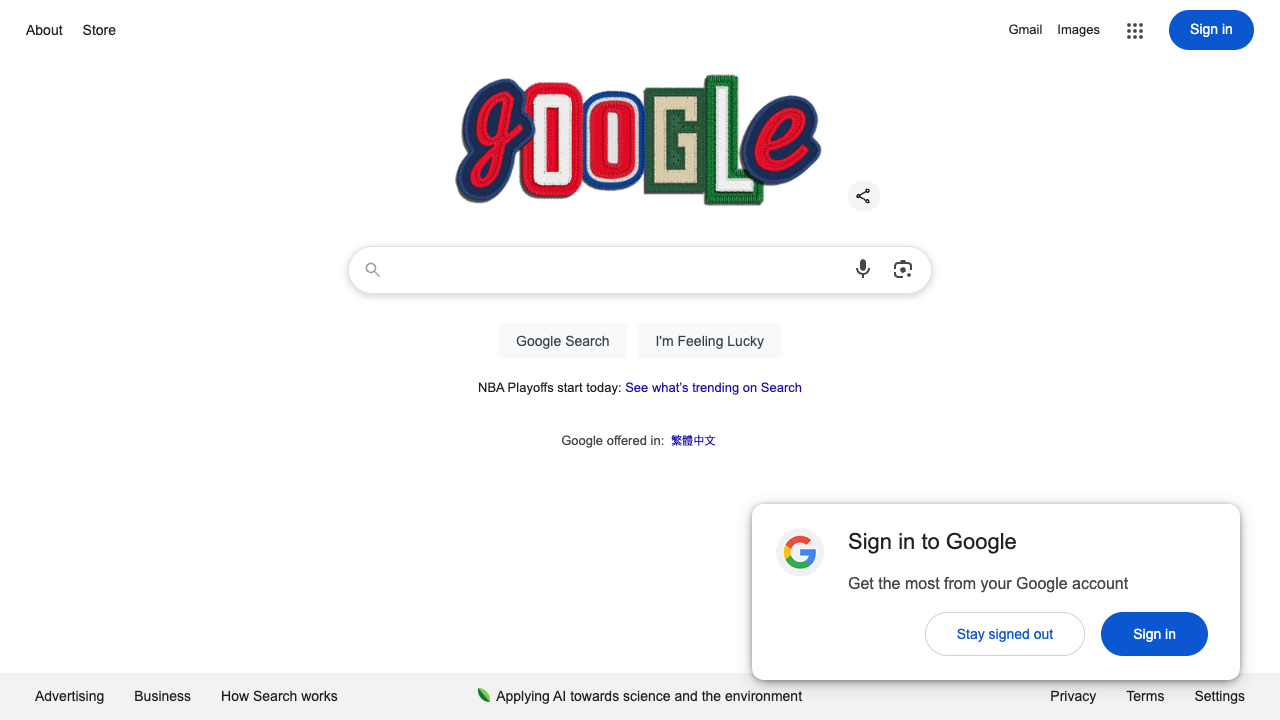 About Store
Gmail Images Sign in
gOOGLe
Google Search I'm Feeling Lucky
NBA Playoffs start today: See what's trending on Search
Google offered in: 繁體中文
Sign in to Google
Get the most from your Google account
Stay signed out Sign in
Advertising Business How Search works
Applying AI towards science and the environment
Privacy Terms Settings